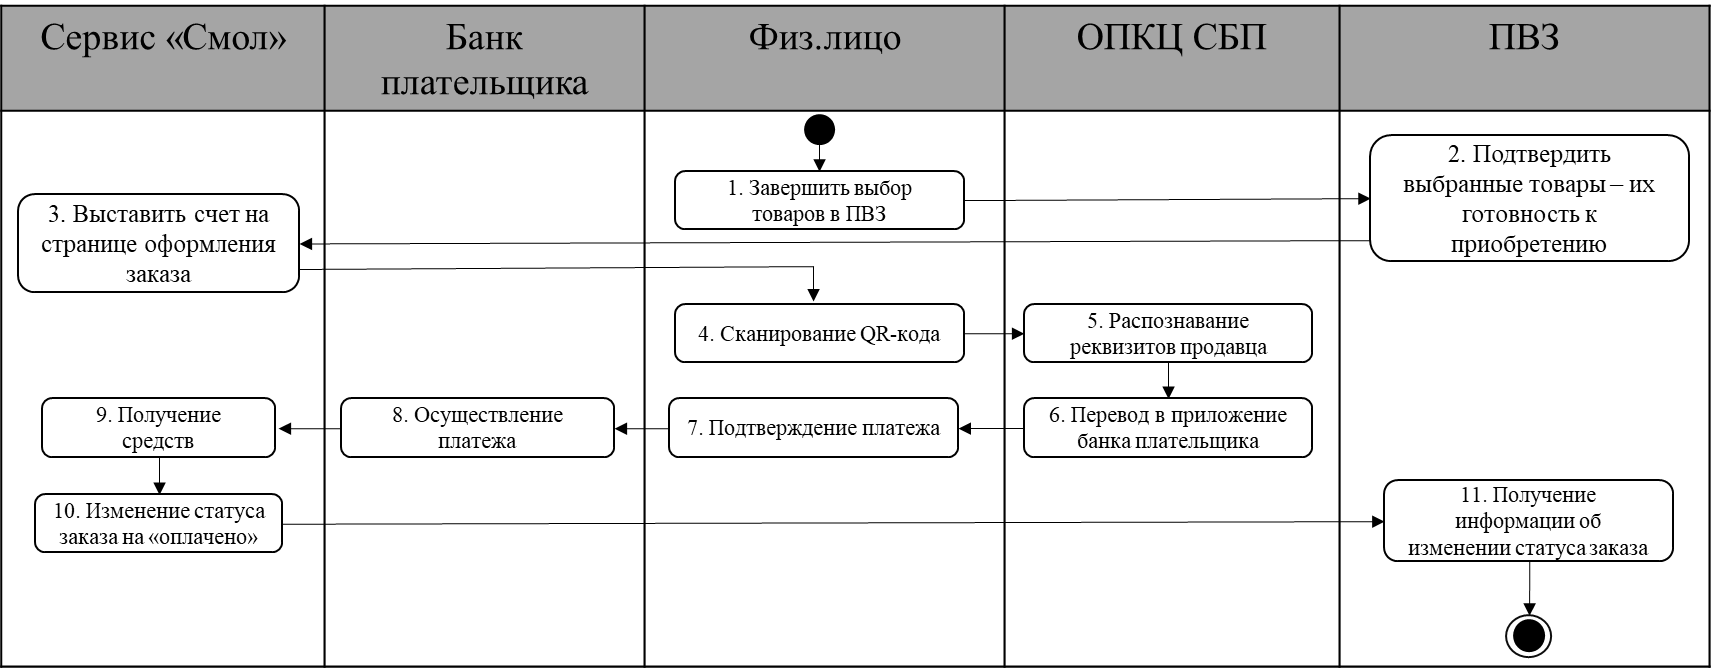 Сервис «Смол»
Банк
плательщика
Физ.лицо
ОПКЦ СБП
ПВЗ
1. Завершить выбор
товаров в ПВЗ
2. Подтвердить
выбранные товары – их
готовность к
приобретению
3. Выставить счет на
странице оформления
заказа
4. Сканирование QR-кода
5. Распознавание
реквизитов продавца
6. Перевод в приложение
банка плательщика
7. Подтверждение платежа
8. Осуществление
платежа
9. Получение
средств
10. Изменение статуса
заказа на «оплачено»
11. Получение
информации об
изменении статуса заказа